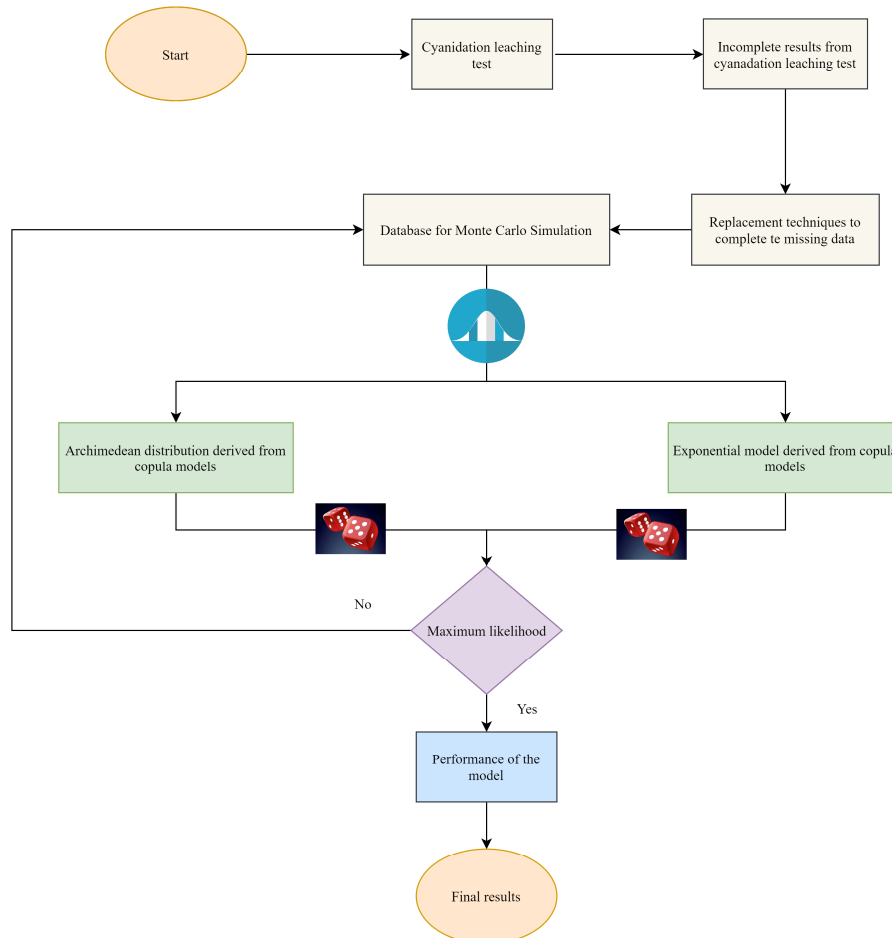 Start
Cyanidation leaching
test
Incomplete results from
cyanadation leaching test
Replacement techniques to
complete te missing data
Database for Monte Carlo Simulation
Archimedean distribution derived from
copula models
Exponential model derived from copula
models
No
Maximum likelihood
Yes
Performance of the
model
Final results